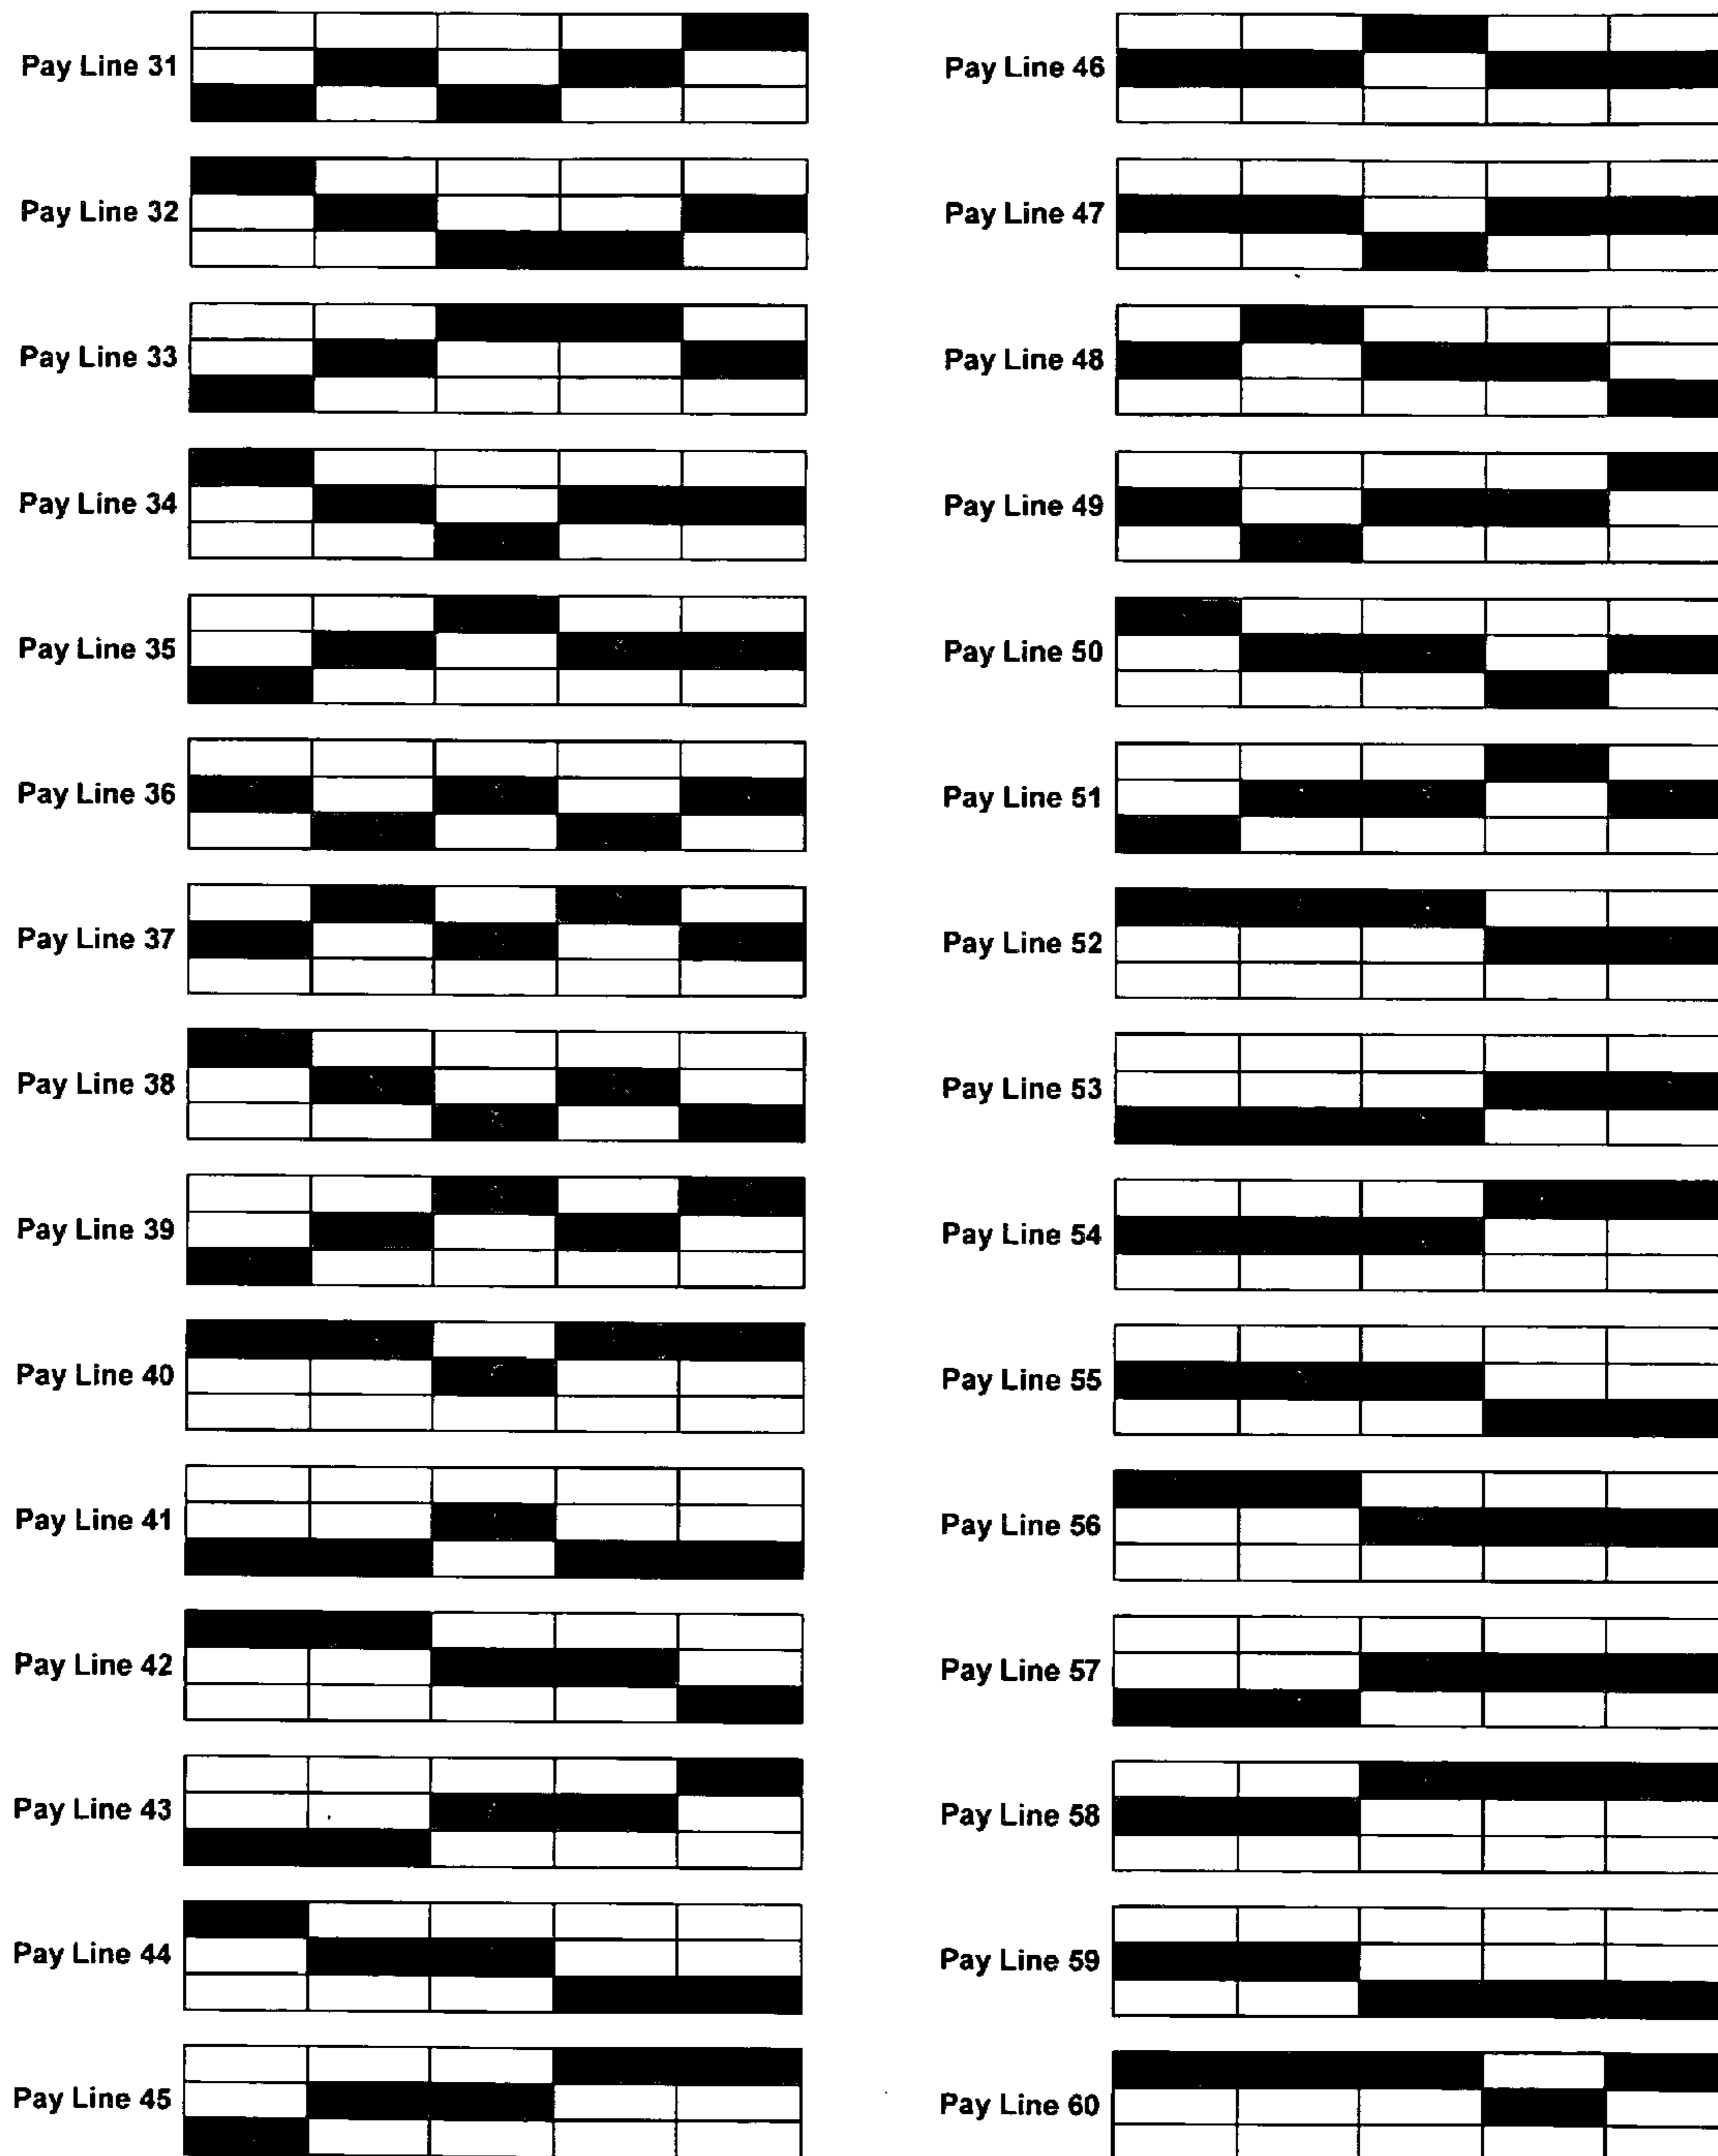 Pay Line 31
Pay Line 32
Pay Line 33
Pay Line 34
Pay Line 35
Pay Line 36
Pay Line 37
Pay Line 38
Pay Line 39
Pay Line 40
Pay Line 41
Pay Line 42
Pay Line 43
Pay Line 44
Pay Line 45
Pay Line 46
Pay Line 47
Pay Line 48
Pay Line 49
Pay Line 50
Pay Line 51
Pay Line 52
Pay Line 53
Pay Line 54
Pay Line 55
Pay Line 56
Pay Line 57
Pay Line 58
Pay Line 59
Pay Line 60